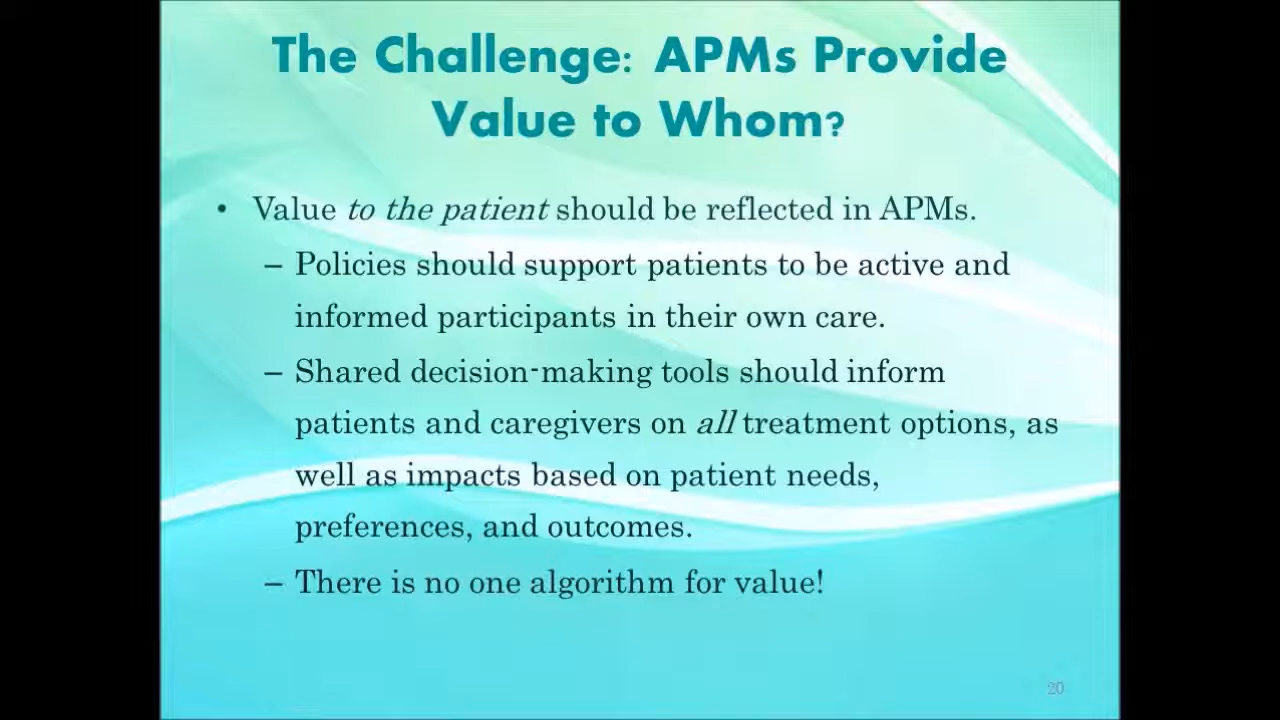 The Challenge: APMs Provide
Value to Whom?
• Value to the patient should be reflected in APMs.
– Policies should support patients to be active and
informed participants in their own care.
– Shared decision-making tools should inform
patients and caregivers on all treatment options, as
well as impacts based on patient needs,
preferences, and outcomes.
– There is no one algorithm for value!
20